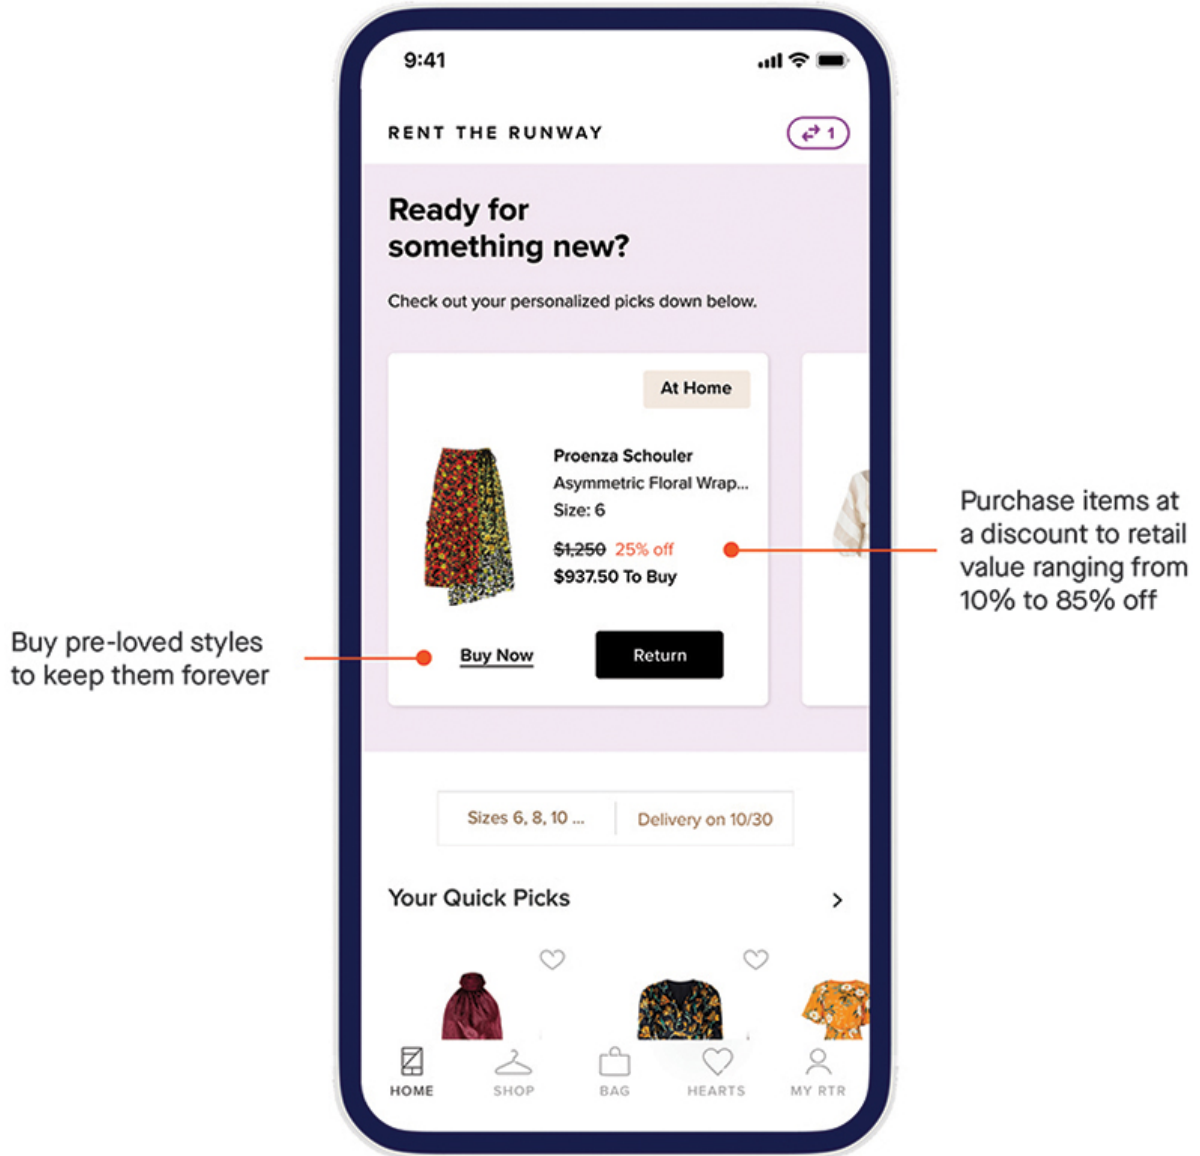 9:41
RENT THE RUNWAY
1
Ready for
something new?
Check out your personalized picks down below.
At Home
Proenza Schouler
Asymmetric Floral Wrap...
Size: 6
$1,250 25% off
$937.50 To Buy
Buy Now
Return
Purchase items at
a discount to retail
value ranging from
10% to 85% off
Buy pre-loved styles
to keep them forever
Sizes 6, 8, 10 ...
Delivery on 10/30
Your Quick Picks
HOME
SHOP
BAG
HEARTS
MY RTR